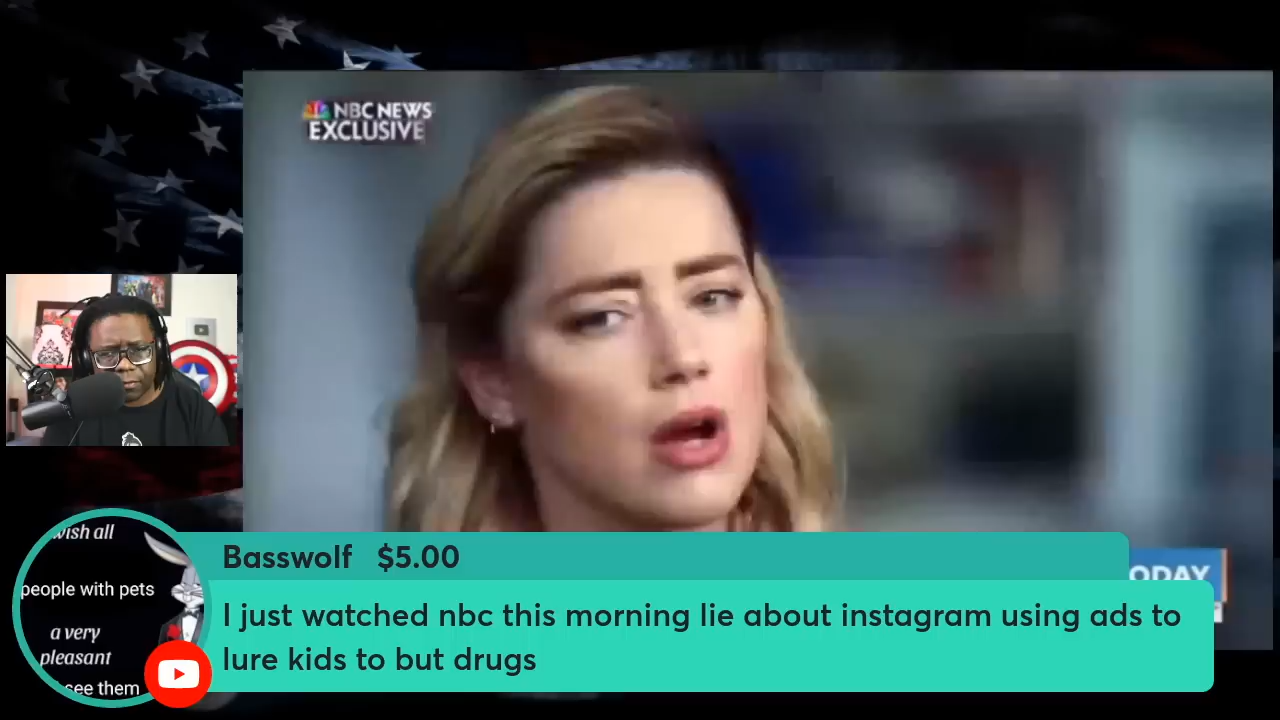 NBC NEWS
EXCLUSIVE
wish all
people with pets
a very
pleasant
see them
Basswolf $5.00
ODAY
I just watched nbc this morning lie about instagram using ads to
lure kids to but drugs